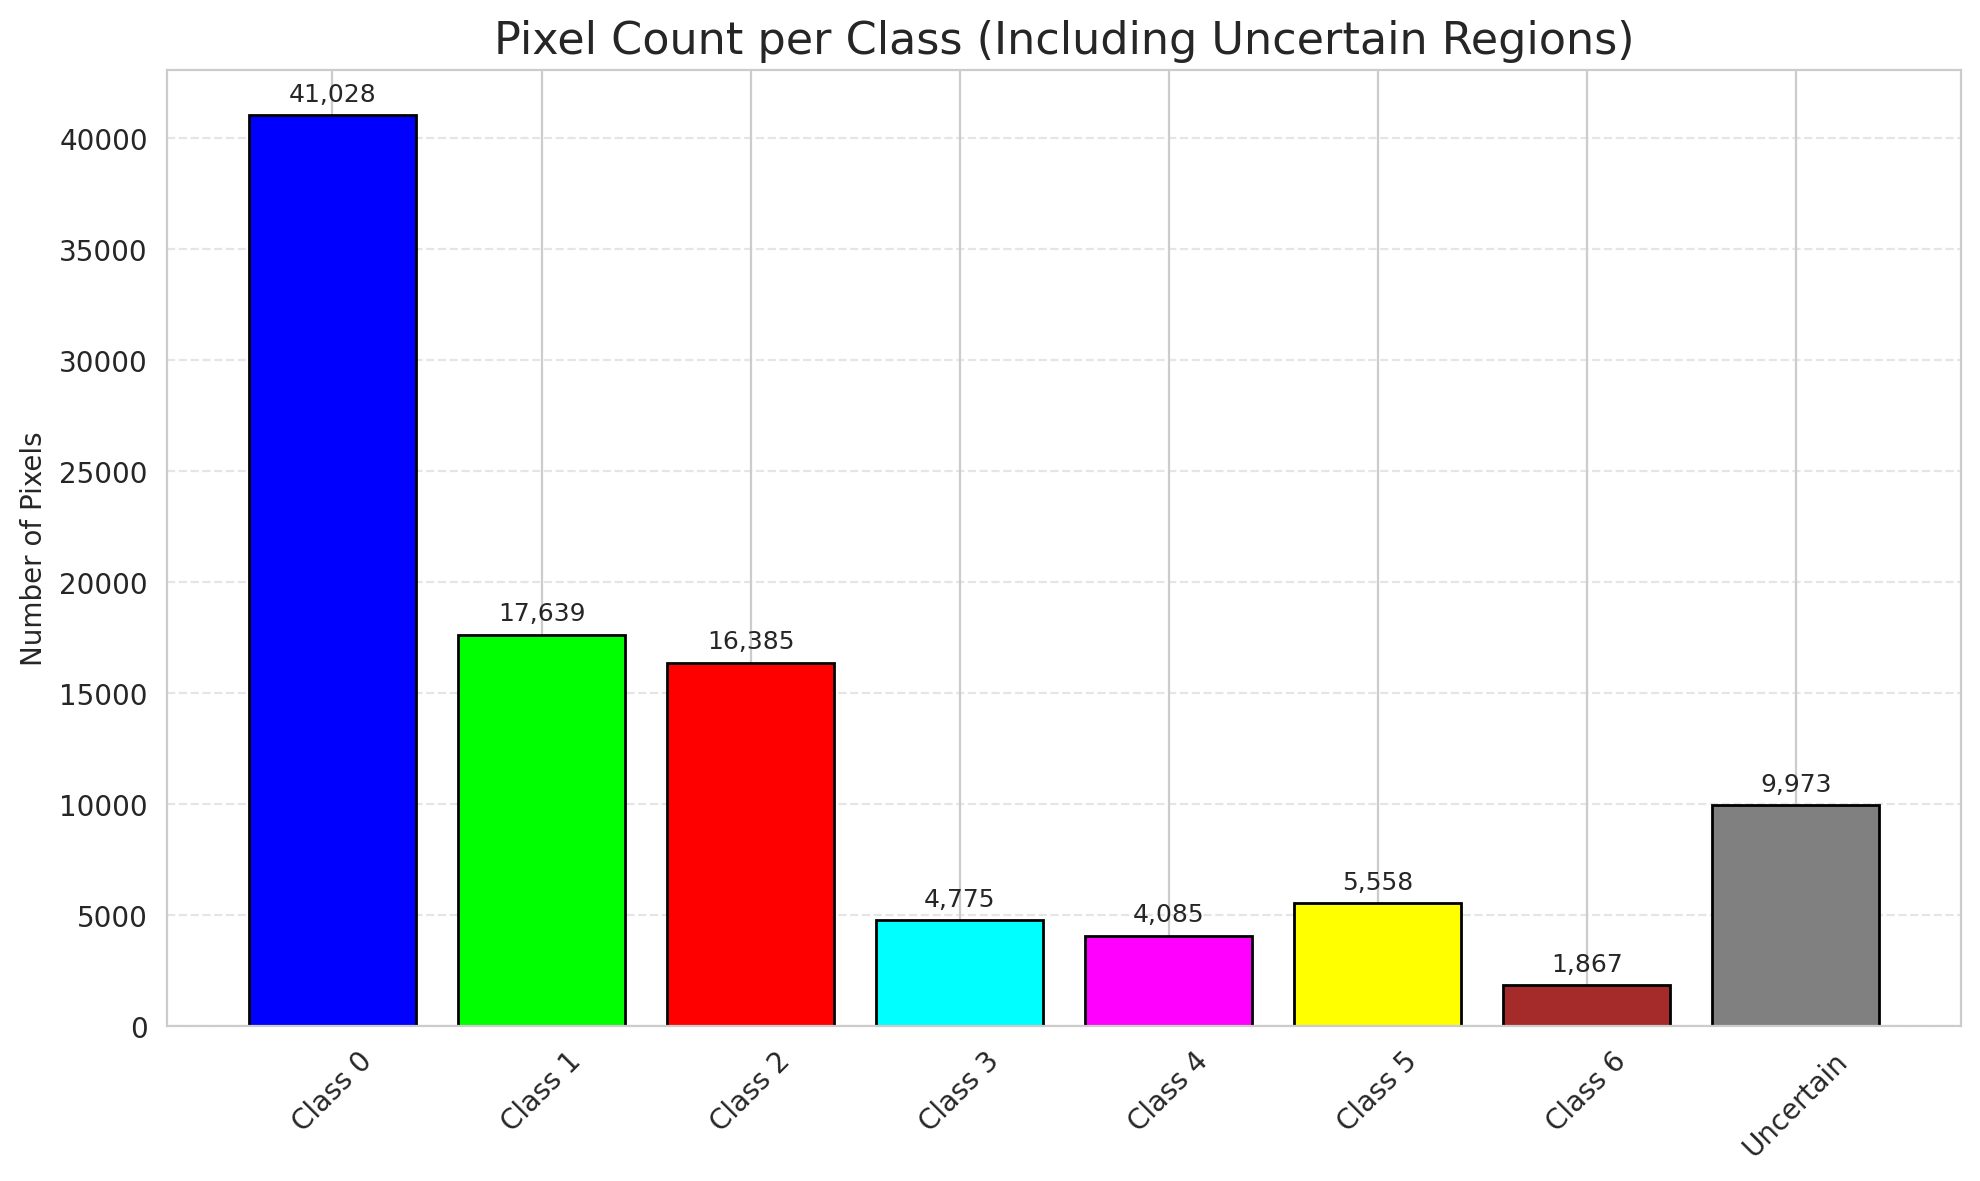 Pixel Count per Class (Including Uncertain Regions)
Number of Pixels
40000
35000
30000
25000
20000
15000
10000
5000
0
41,028
17,639
16,385
4,775
4,085
5,558
1,867
9,973
Class 0
Class 1
Class 2
Class 3
Class 4
Class 5
Class 6
Uncertain